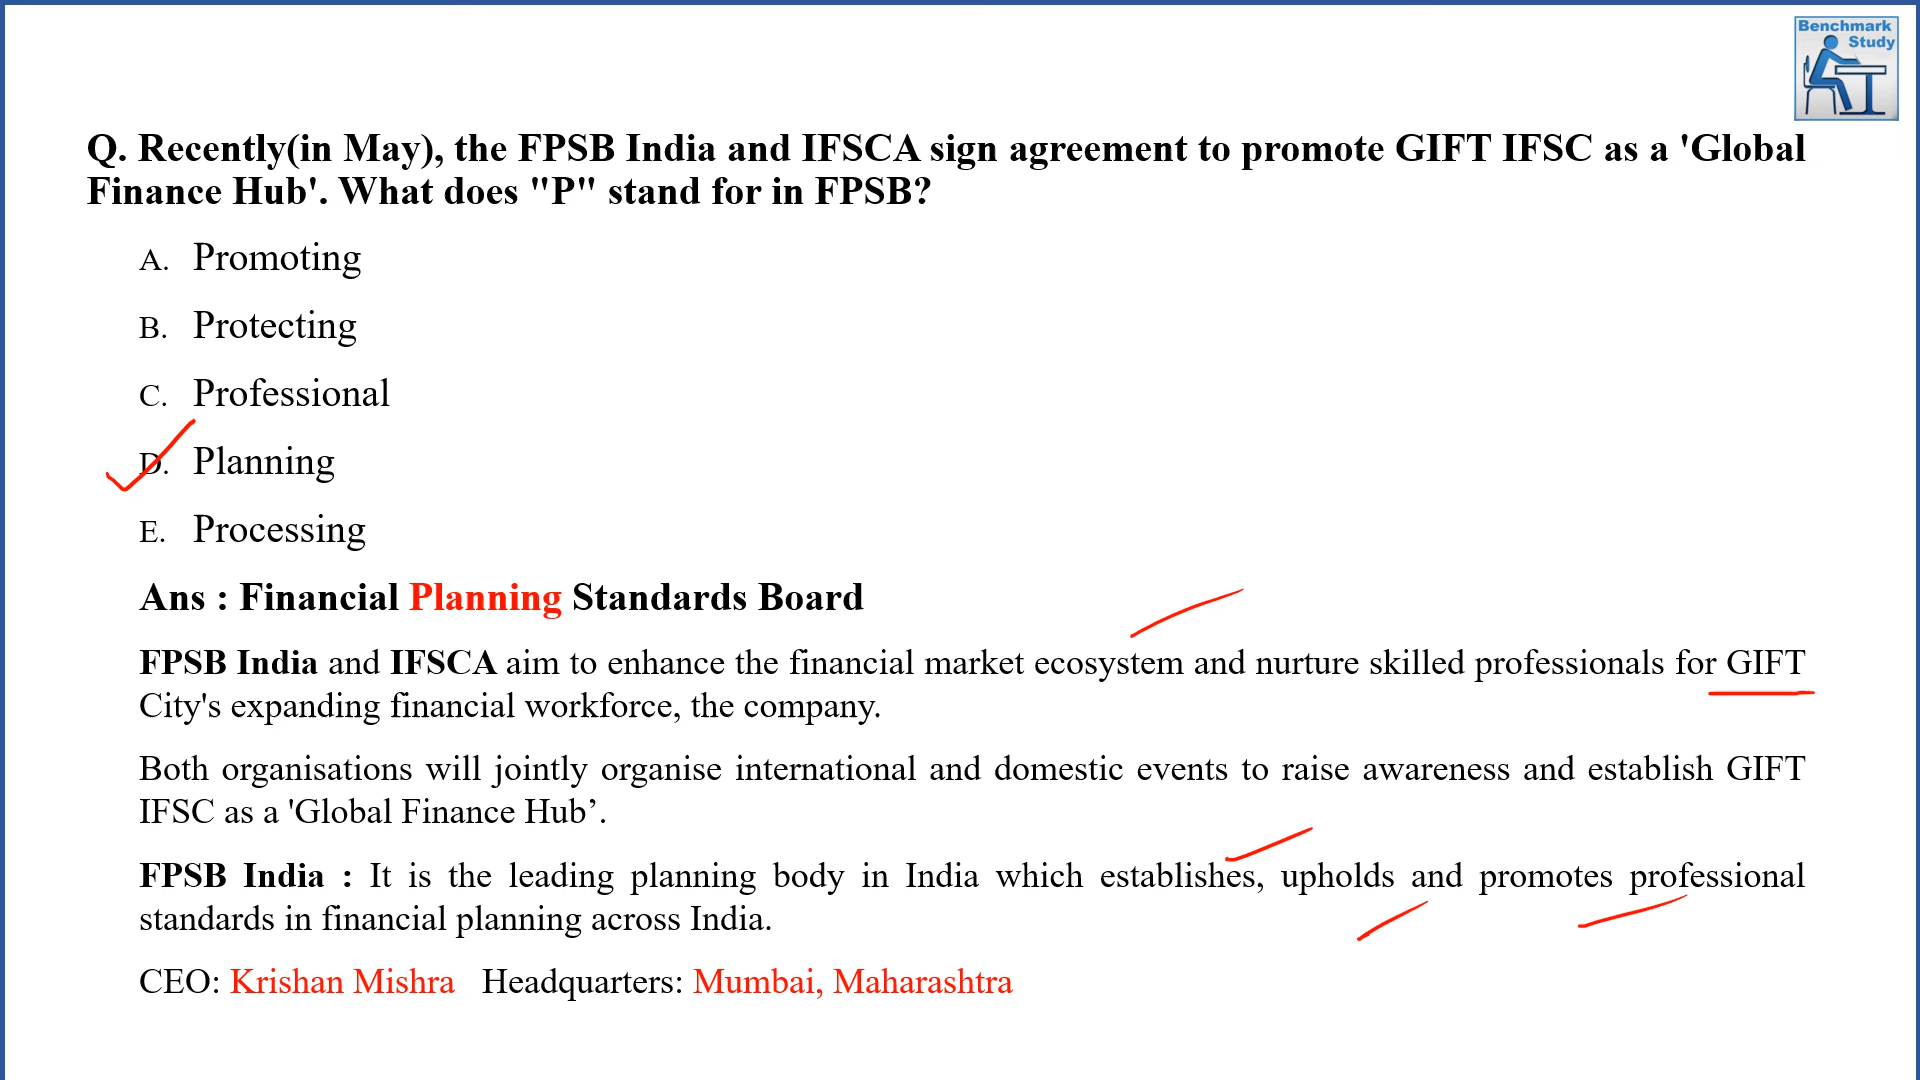 Benchmark
Study
Q. Recently(in May), the FPSB India and IFSCA sign agreement to promote GIFT IFSC as a 'Global
Finance Hub'. What does "P" stand for in FPSB?
A. Promoting
B. Protecting
C. Professional
D. Planning
E. Processing
Ans : Financial Planning Standards Board
FPSB India and IFSCA aim to enhance the financial market ecosystem and nurture skilled professionals for GIFT
City's expanding financial workforce, the company.
Both organisations will jointly organise international and domestic events to raise awareness and establish GIFT
IFSC as a 'Global Finance Hub’.
FPSB India : It is the leading planning body in India which establishes, upholds and promotes professional
standards in financial planning across India.
CEO: Krishan Mishra Headquarters: Mumbai, Maharashtra